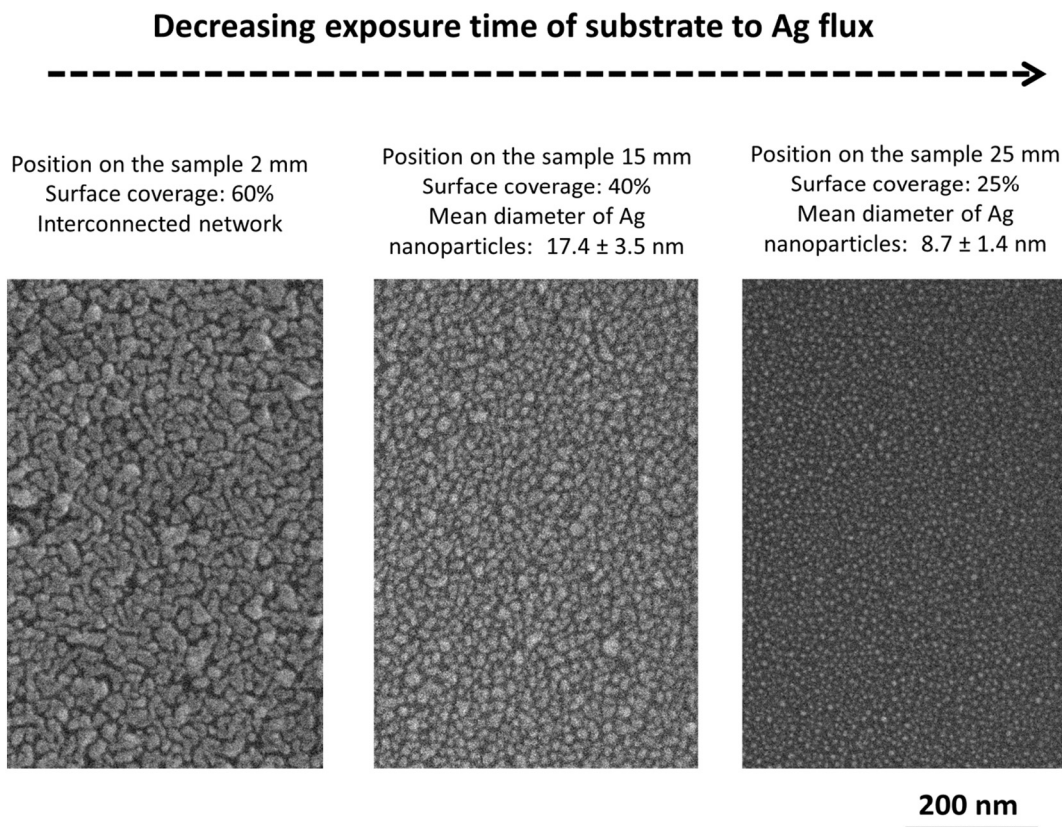 Decreasing exposure time of substrate to Ag flux
Position on the sample 2 mm
Surface coverage: 60%
Interconnected network
Position on the sample 15 mm
Surface coverage: 40%
Mean diameter of Ag
nanoparticles:  17.4 ± 3.5 nm
Position on the sample 25 mm
Surface coverage: 25%
Mean diameter of Ag
nanoparticles:  8.7 ± 1.4 nm
200 nm